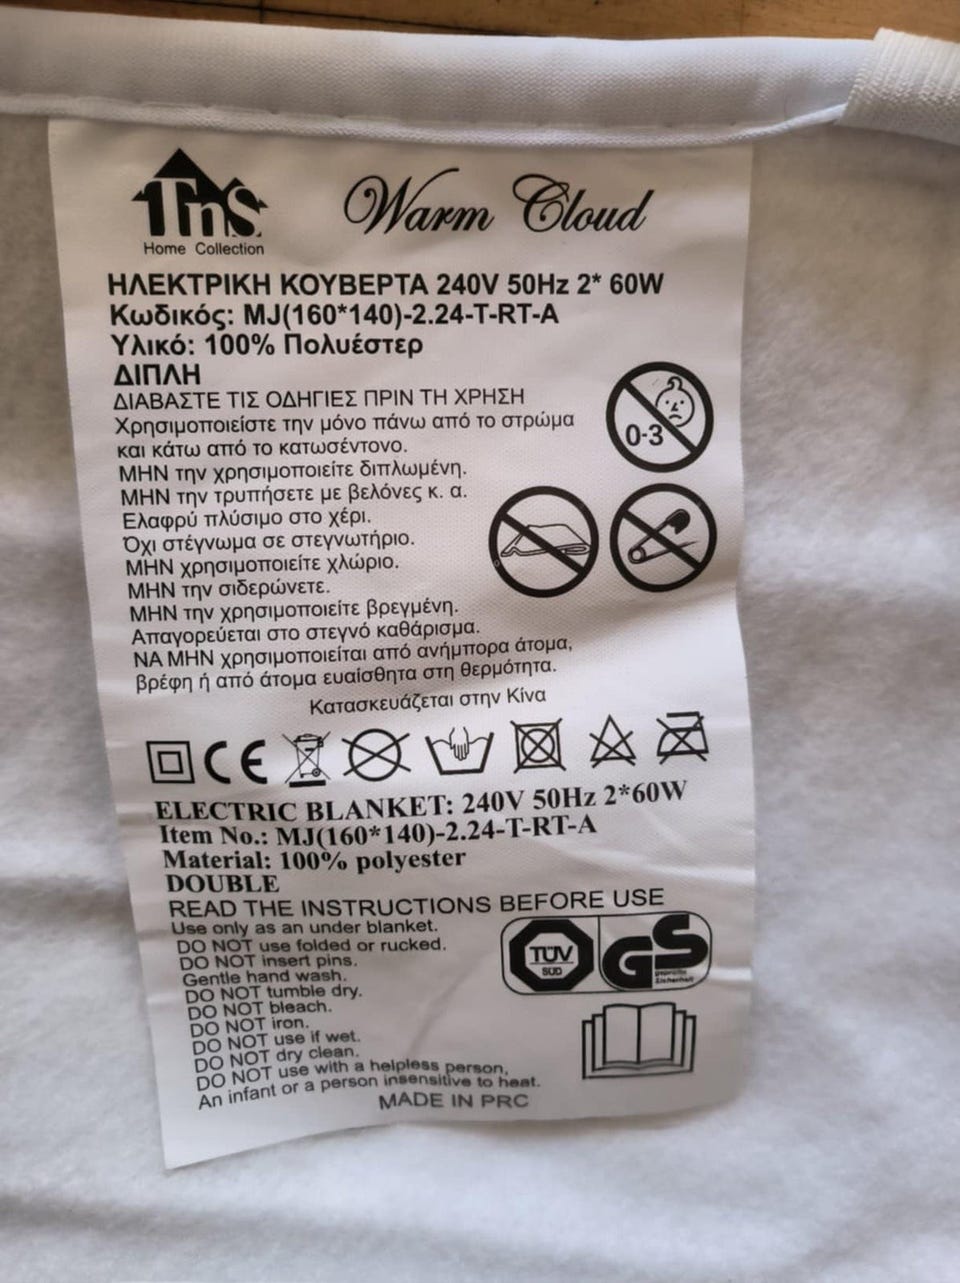 TnS
Home Collection
Warm Cloud
ΗΛΕΚΤΡΙΚΗ ΚΟΥΒΕΡΤΑ 240V 50Hz 2* 60W
Κωδικός: MJ(160*140)-2.24-T-RT-A
Υλικό: 100% Πολυέστερ
ΔΙΠΛΗ
ΔΙΑΒΑΣΤΕ ΤΙΣ ΟΔΗΓΙΕΣ ΠΡΙΝ ΤΗ ΧΡΗΣΗ
Χρησιμοποιείστε την μόνο πάνω από το στρώμα
και κάτω από το κατωσέντονο.
ΜΗΝ την χρησιμοποιείτε διπλωμένη.
ΜΗΝ την τρυπήσετε με βελόνες κ. α.
Ελαφρύ πλύσιμο στο χέρι.
Όχι στέγνωμα σε στεγνωτήριο.
ΜΗΝ χρησιμοποιείτε χλώριο.
ΜΗΝ την σιδερώνετε.
ΜΗΝ την χρησιμοποιείτε βρεγμένη.
Απαγορεύεται στο στεγνό καθάρισμα.
ΝΑ ΜΗΝ χρησιμοποιείται από ανήμπορα άτομα,
βρέφη ή από άτομα ευαίσθητα στη θερμότητα.
Κατασκευάζεται στην Κίνα
0-3
CE
ELECTRIC BLANKET: 240V 50Hz 2*60W
Item No.: MJ(160*140)-2.24-T-RT-A
Material: 100% polyester
DOUBLE
READ THE INSTRUCTIONS BEFORE USE
Use only as an under blanket.
DO NOT use folded or rucked.
DO NOT insert pins.
Gentle hand wash.
DO NOT tumble dry.
DO NOT bleach.
DO NOT iron.
DO NOT use if wet.
DO NOT dry clean.
DO NOT use with a helpless person,
An infant or a person insensitive to heat.
MADE IN PRC
TÜV
SÜD
GS
geprüfte
Sicherheit